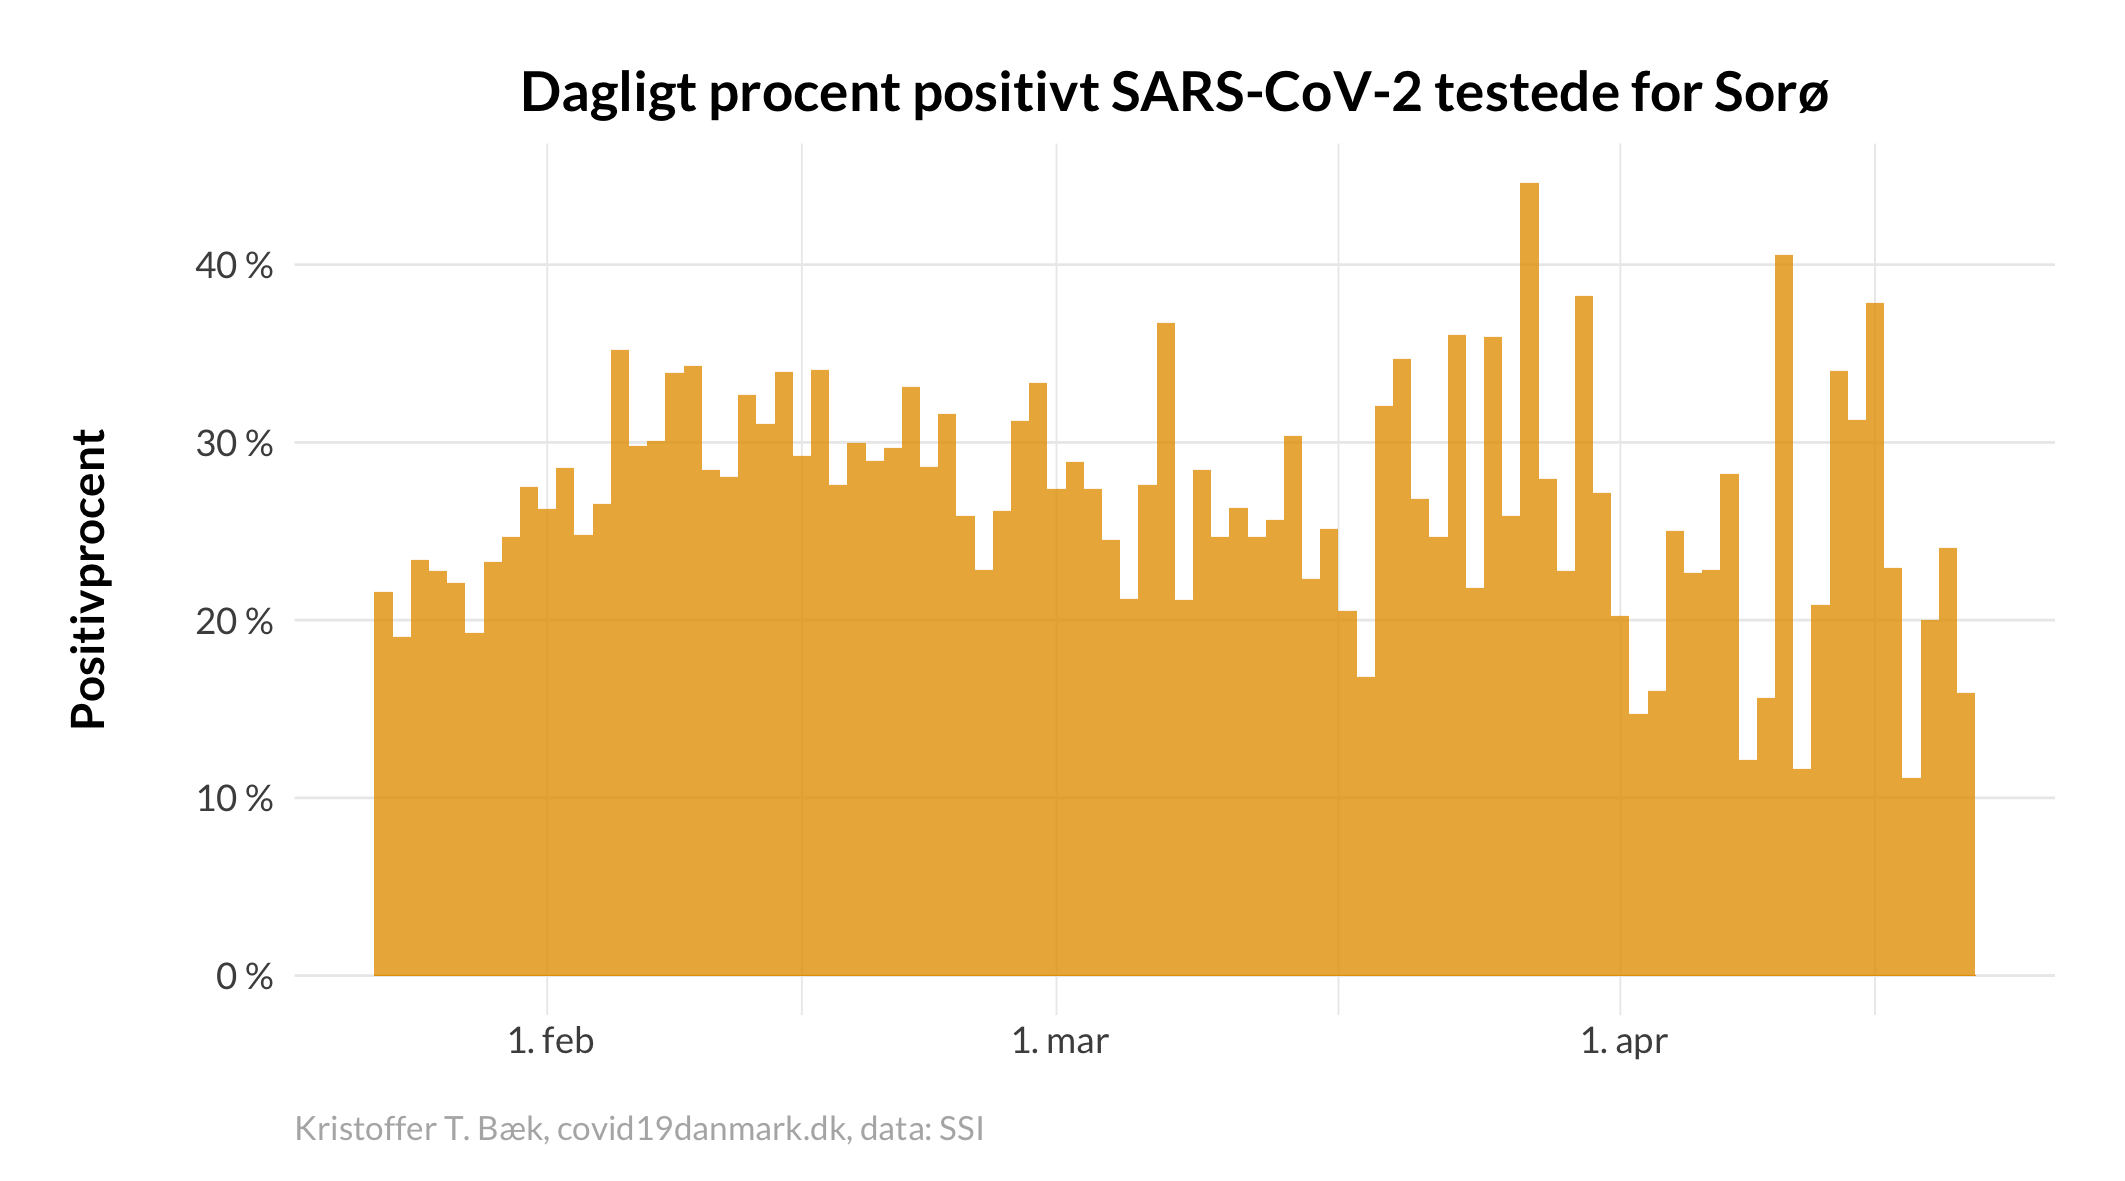 Dagligt procent positivt SARS-CoV-2 testede for Sorø
Positivprocent
40 %
30 %
20 %
10 %
0 %
1. feb
1. mar
1. apr
Kristoffer T. Bæk, covid19danmark.dk, data: SSI